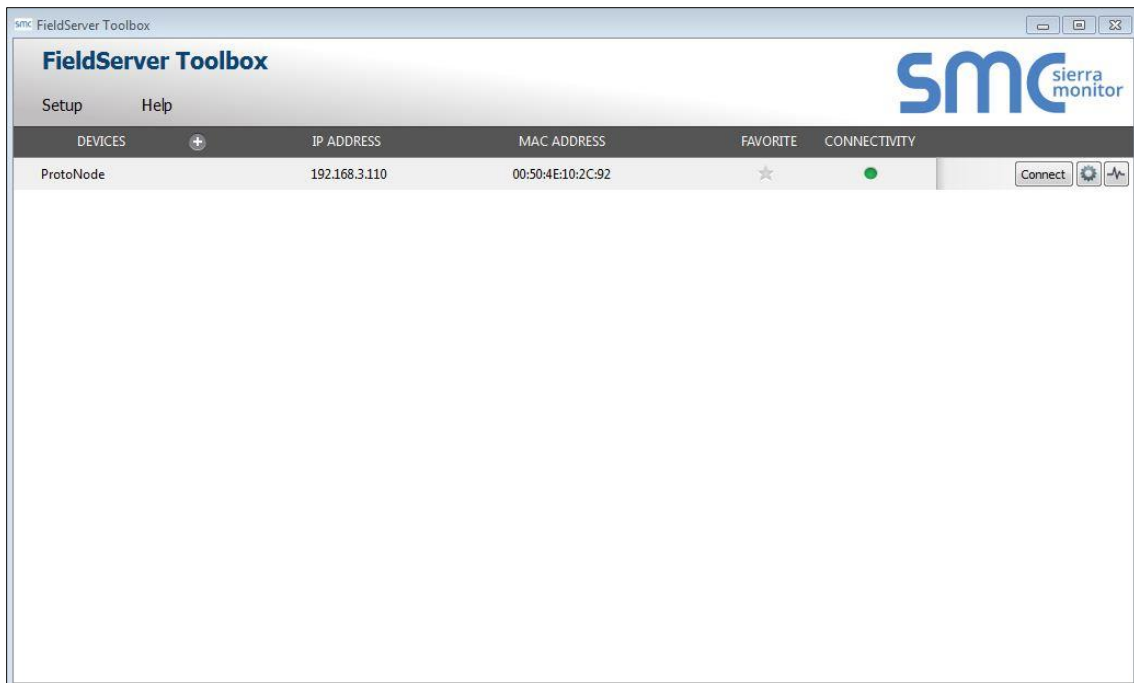 smc FieldServer Toolbox
FieldServer Toolbox
smc sierra monitor
Setup Help
DEVICES IP ADDRESS MAC ADDRESS FAVORITE CONNECTIVITY
ProtoNode 192.168.3.110 00:50:4E:10:2C:92 Connect